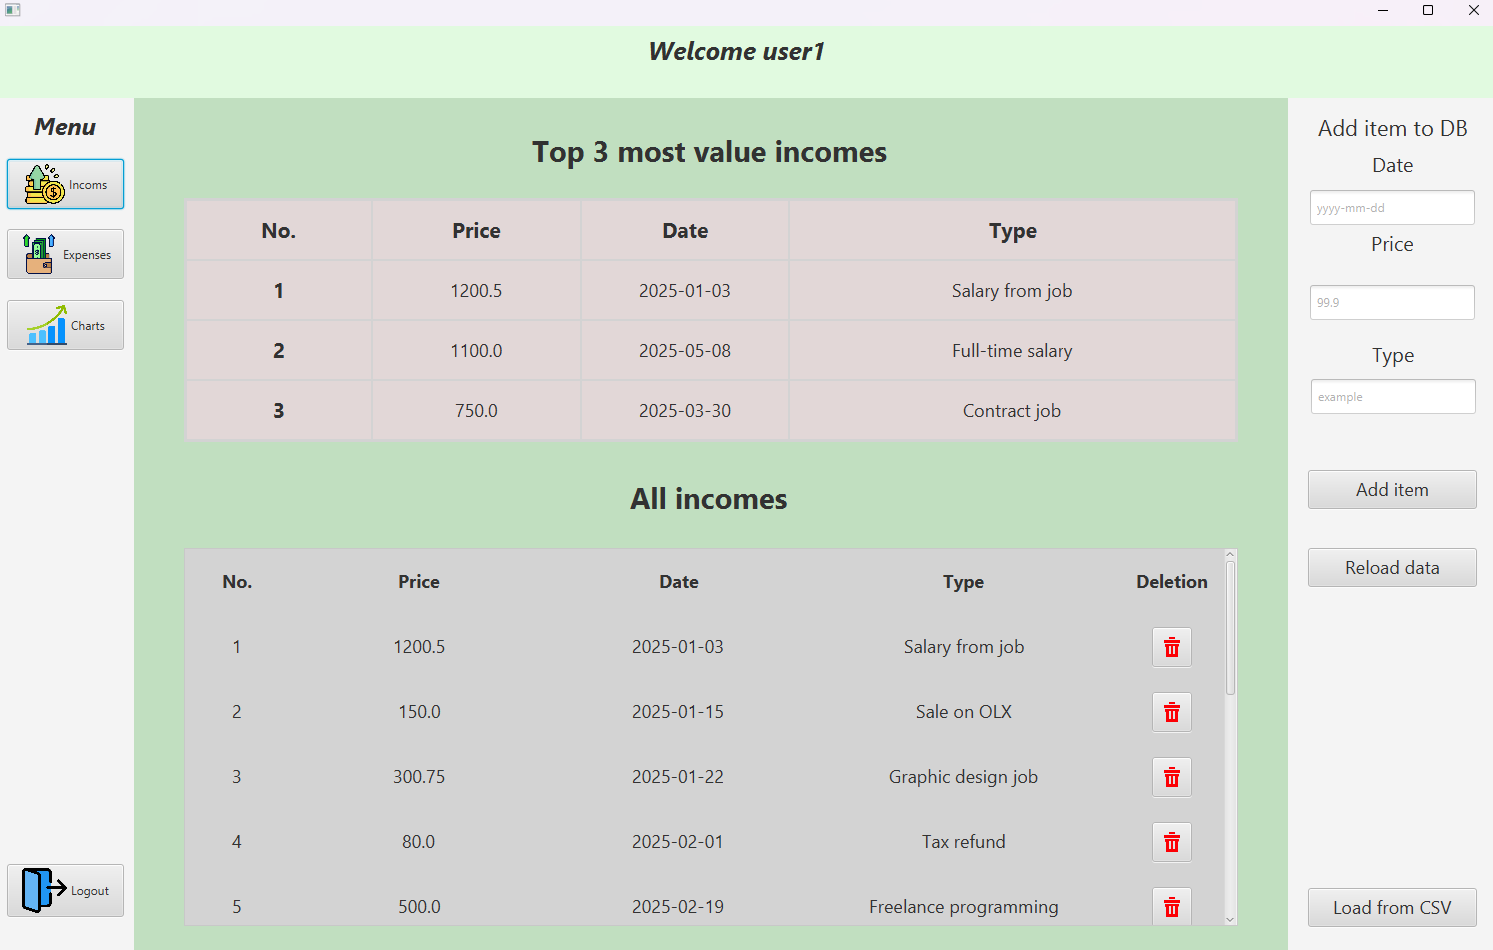 Welcome user1
Menu
Incoms
Expenses
Charts
Logout
Top 3 most value incomes
No. Price Date Type
1 1200.5 2025-01-03 Salary from job
2 1100.0 2025-05-08 Full-time salary
3 750.0 2025-03-30 Contract job
All incomes
No. Price Date Type Deletion
1 1200.5 2025-01-03 Salary from job
2 150.0 2025-01-15 Sale on OLX
3 300.75 2025-01-22 Graphic design job
4 80.0 2025-02-01 Tax refund
5 500.0 2025-02-19 Freelance programming
Add item to DB
Date
yyyy-mm-dd
Price
99.9
Type
example
Add item
Reload data
Load from CSV